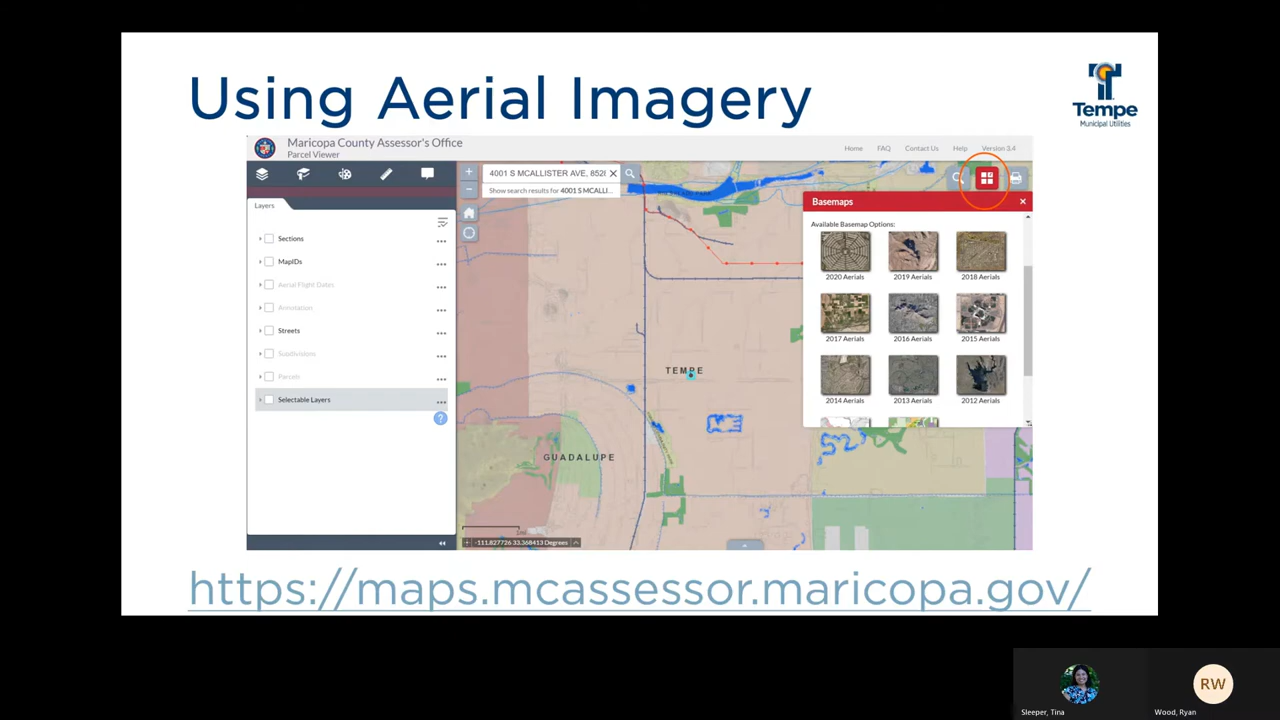 Using Aerial Imagery
Tempe
Municipal Utilities
Maricopa County Assessor's Office
Parcel Viewer
Home FAQ Contact Us Help Version 3.4
4001 S MCALLISTER AVE, 8528
Show search results for 4001 S MCALLI...
Layers
Sections
MapIDs
Aerial Flight Dates
Annotation
Streets
Subdivisions
Parcels
Selectable Layers
?
TEMPE
GUADALUPE
-111.827726 33.368413 Degrees
Basemaps
Available Basemap Options:
2020 Aerials 2019 Aerials 2018 Aerials
2017 Aerials 2016 Aerials 2015 Aerials
2014 Aerials 2013 Aerials 2012 Aerials
https://maps.mcassessor.maricopa.gov/
RW
Sleeper, Tina
Wood, Ryan